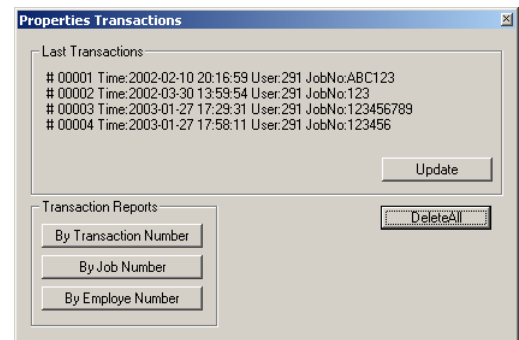 Properties Transactions
Last Transactions
# 00001 Time:2002-02-10 20:16:59 User:291 JobNo:ABC123
# 00002 Time:2002-03-30 13:59:54 User:291 JobNo:123
# 00003 Time:2003-01-27 17:29:31 User:291 JobNo:123456789
# 00004 Time:2003-01-27 17:58:11 User:291 JobNo:123456
Update
Transaction Reports
DeleteAll
By Transaction Number
By Job Number
By Employe Number